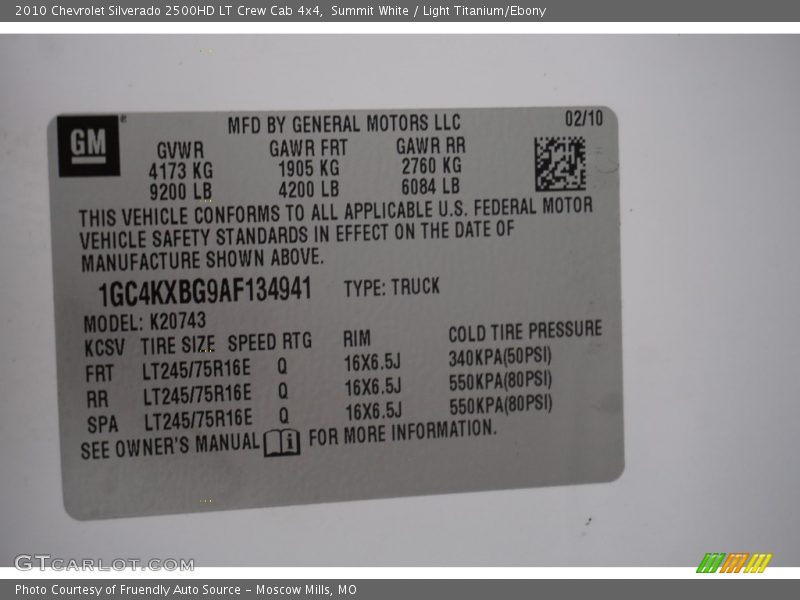 2010 Chevrolet Silverado 2500HD LT Crew Cab 4x4,  Summit White / Light Titanium/Ebony
GM
MFD BY GENERAL MOTORS LLC 02/10
GVWR GAWR FRT GAWR RR
4173 KG 1905 KG 2760 KG
9200 LB 4200 LB 6084 LB
THIS VEHICLE CONFORMS TO ALL APPLICABLE U.S. FEDERAL MOTOR
VEHICLE SAFETY STANDARDS IN EFFECT ON THE DATE OF
MANUFACTURE SHOWN ABOVE.
1GC4KXBG9AF134941 TYPE: TRUCK
MODEL: K20743
KCSV TIRE SIZE SPEED RTG RIM COLD TIRE PRESSURE
FRT LT245/75R16E Q 16X6.5J 340KPA(50PSI)
RR LT245/75R16E Q 16X6.5J 550KPA(80PSI)
SPA LT245/75R16E Q 16X6.5J 550KPA(80PSI)
SEE OWNER'S MANUAL i FOR MORE INFORMATION.
GTCARLOT.COM
Photo Courtesy of Fruendly Auto Source - Moscow Mills, MO